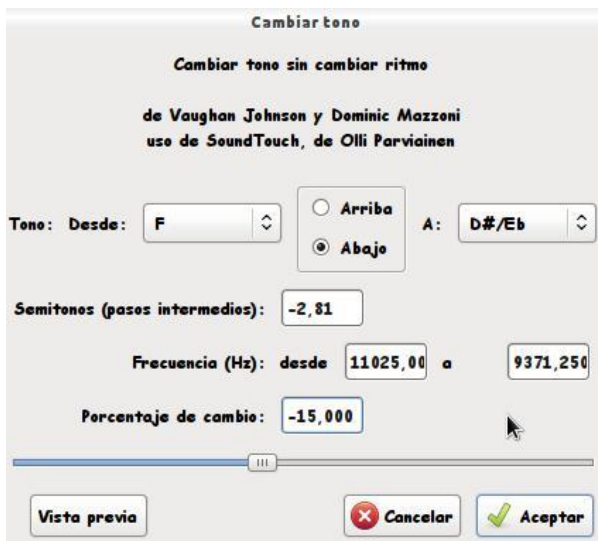 Cambiar tono
Cambiar tono sin cambiar ritmo
de Vaughan Johnson y Dominic Mazzoni
uso de SoundTouch, de Olli Parviainen
Tono: Desde: F Arriba Abajo A: D#/Eb
Semitonos (pasos intermedios): -2,81
Frecuencia (Hz): desde 11025,00 a 9371,250
Porcentaje de cambio: -15,000
Vista previa Cancelar Aceptar